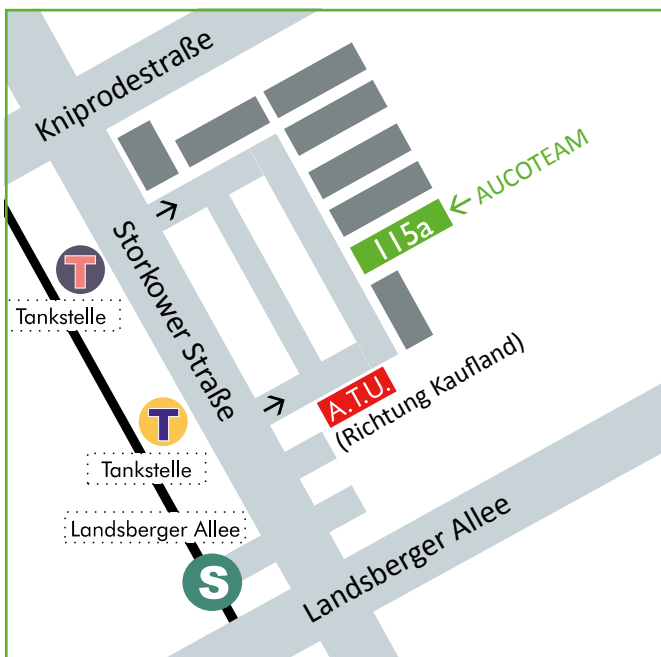 Kniprodestraße
AUCOTEAM
115a
T
Tankstelle
Storkower Straße
A.T.U.
(Richtung Kaufland)
T
Tankstelle
Landsberger Allee
S
Landsberger Allee